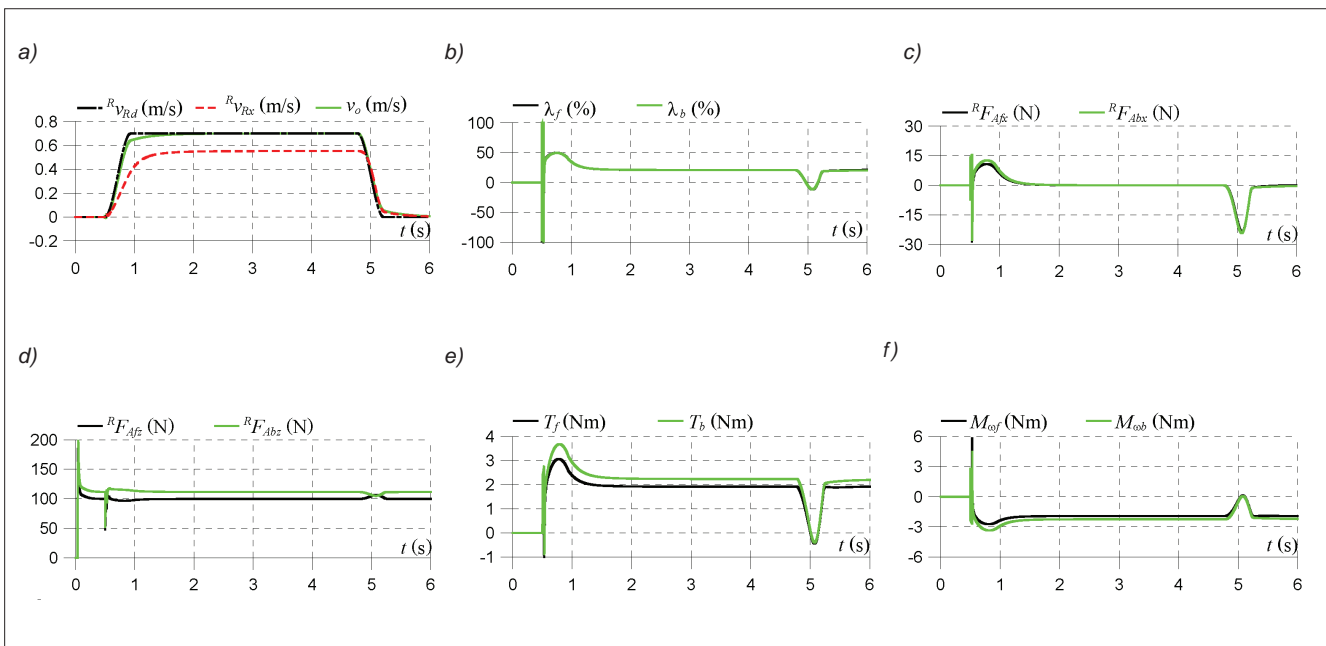 a)
b)
c)
ᴿv_Rd (m/s) ᴿv_Rx (m/s) v_o (m/s)
0.8
0.6
0.4
0.2
0
-0.2
t (s)
0 1 2 3 4 5 6
λ_f (%) λ_b (%)
100
50
0
-50
-100
t (s)
0 1 2 3 4 5 6
ᴿF_Afx (N) ᴿF_Abx (N)
30
15
0
-15
-30
t (s)
0 1 2 3 4 5 6
d)
e)
f)
ᴿF_Afz (N) ᴿF_Abz (N)
200
150
100
50
0
t (s)
0 1 2 3 4 5 6
T_f (Nm) T_b (Nm)
4
3
2
1
0
-1
t (s)
0 1 2 3 4 5 6
M_ωf (Nm) M_ωb (Nm)
6
3
0
-3
-6
t (s)
0 1 2 3 4 5 6